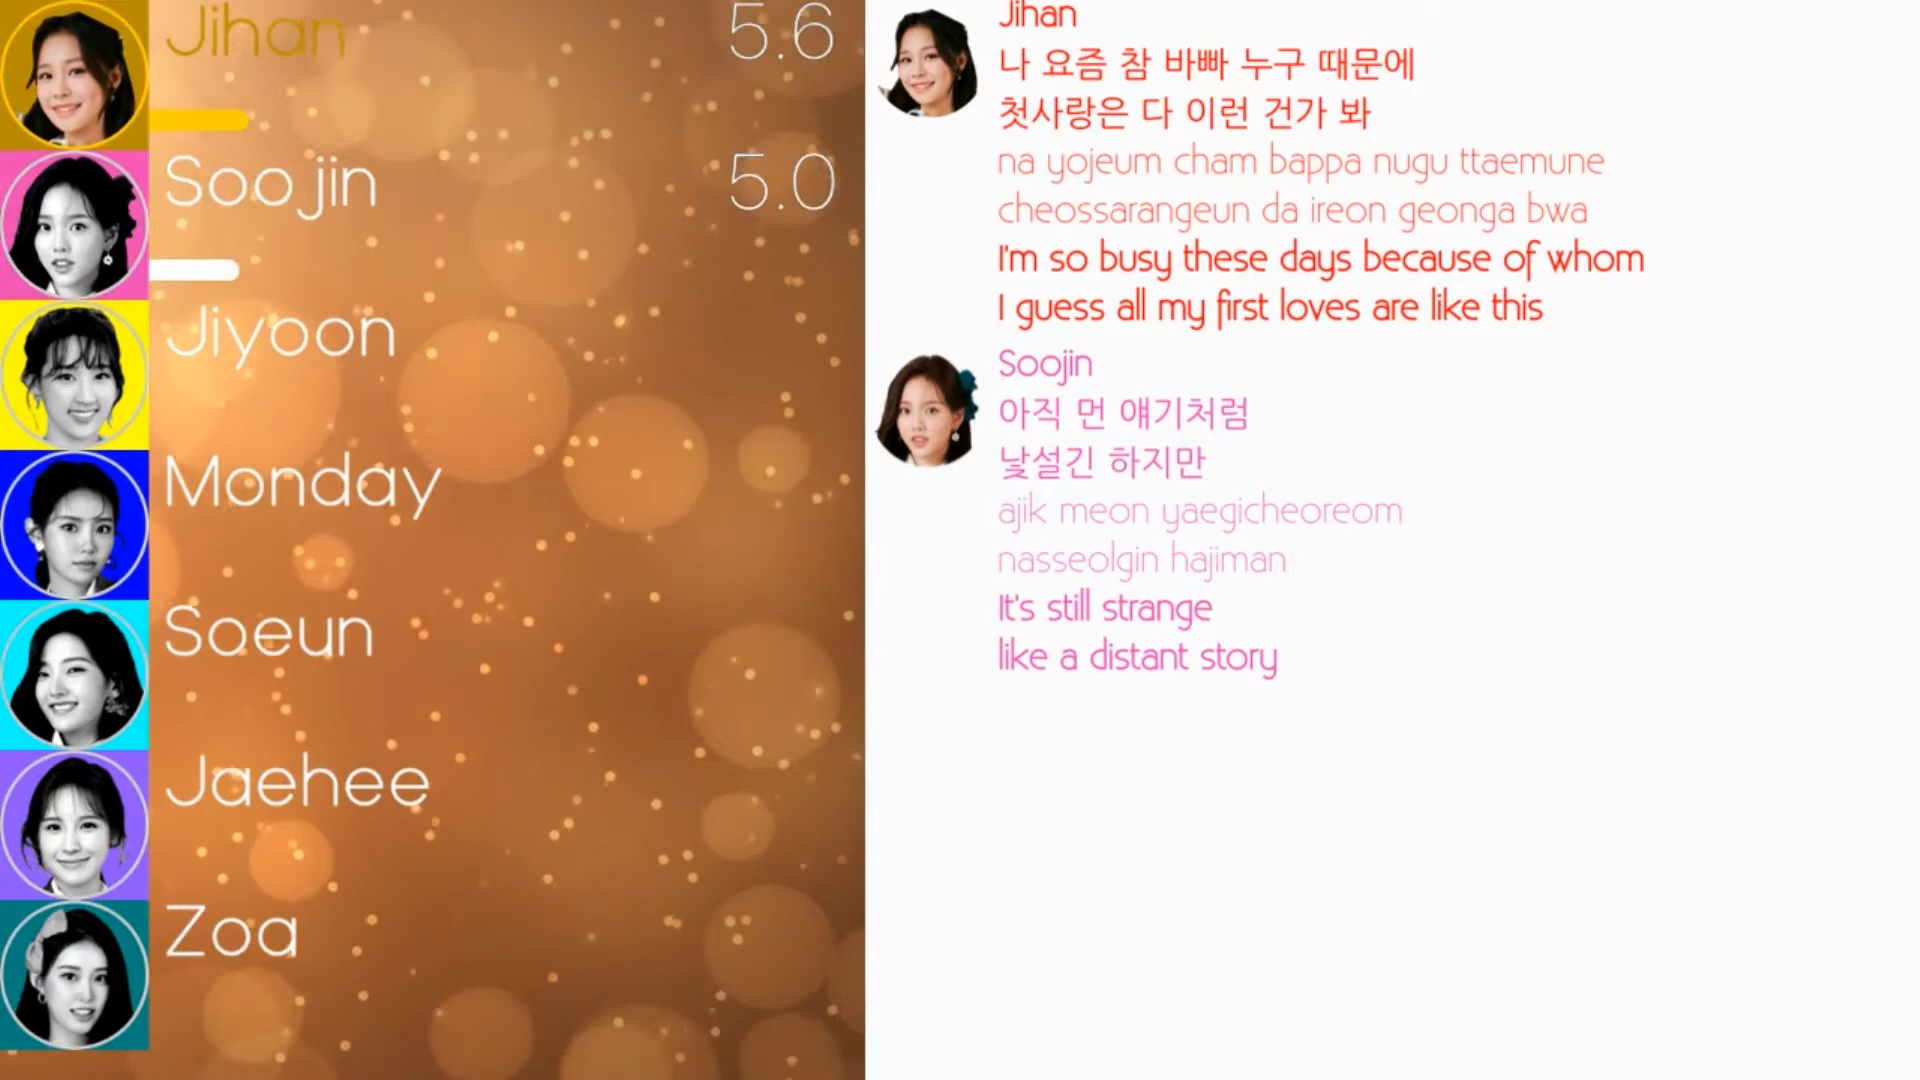 Jihan
5.6
Soojin
5.0
Jiyoon
Monday
Soeun
Jaehee
Zoa
Jihan
나 요즘 참 바빠 누구 때문에
첫사랑은 다 이런 건가 봐
na yojeum cham bappa nugu ttaemune
cheossarangeun da ireon geonga bwa
I'm so busy these days because of whom
I guess all my first loves are like this
Soojin
아직 먼 얘기처럼
낯설긴 하지만
ajik meon yaegicheoreom
nasseolgin hajiman
It's still strange
like a distant story